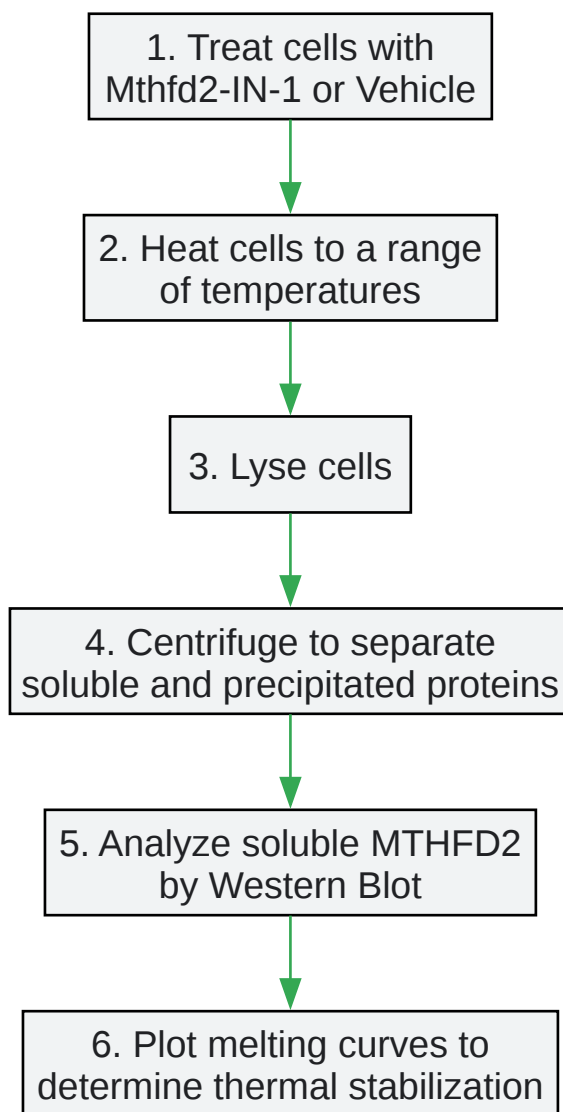 1. Treat cells with
Mthfd2-IN-1 or Vehicle
2. Heat cells to a range
of temperatures
3. Lyse cells
4. Centrifuge to separate
soluble and precipitated proteins
5. Analyze soluble MTHFD2
by Western Blot
6. Plot melting curves to
determine thermal stabilization